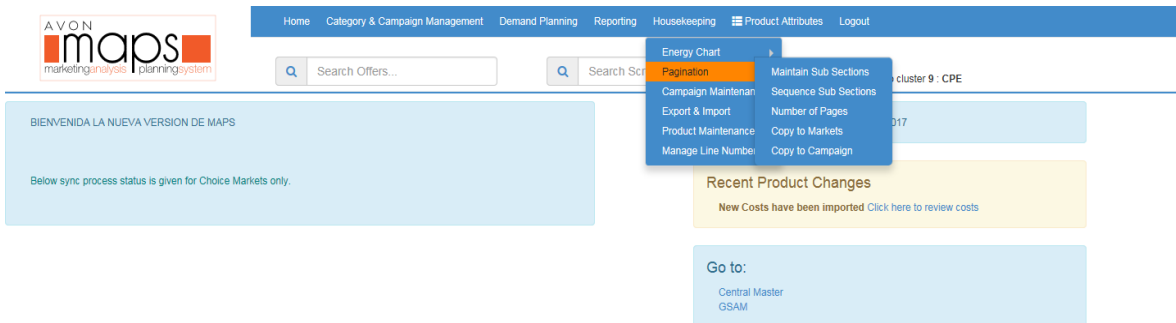 AVON
maps
marketinganalysis planningsystem
Home Category & Campaign Management Demand Planning Reporting Housekeeping Product Attributes Logout
Search Offers...
Search Scr
cluster 9 : CPE
Energy Chart
Pagination
Campaign Maintenan
Export & Import
Product Maintenance
Manage Line Number
Maintain Sub Sections
Sequence Sub Sections
Number of Pages
Copy to Markets
Copy to Campaign
BIENVENIDA LA NUEVA VERSION DE MAPS
Below sync process status is given for Choice Markets only.
017
Recent Product Changes
New Costs have been imported Click here to review costs
Go to:
Central Master
GSAM